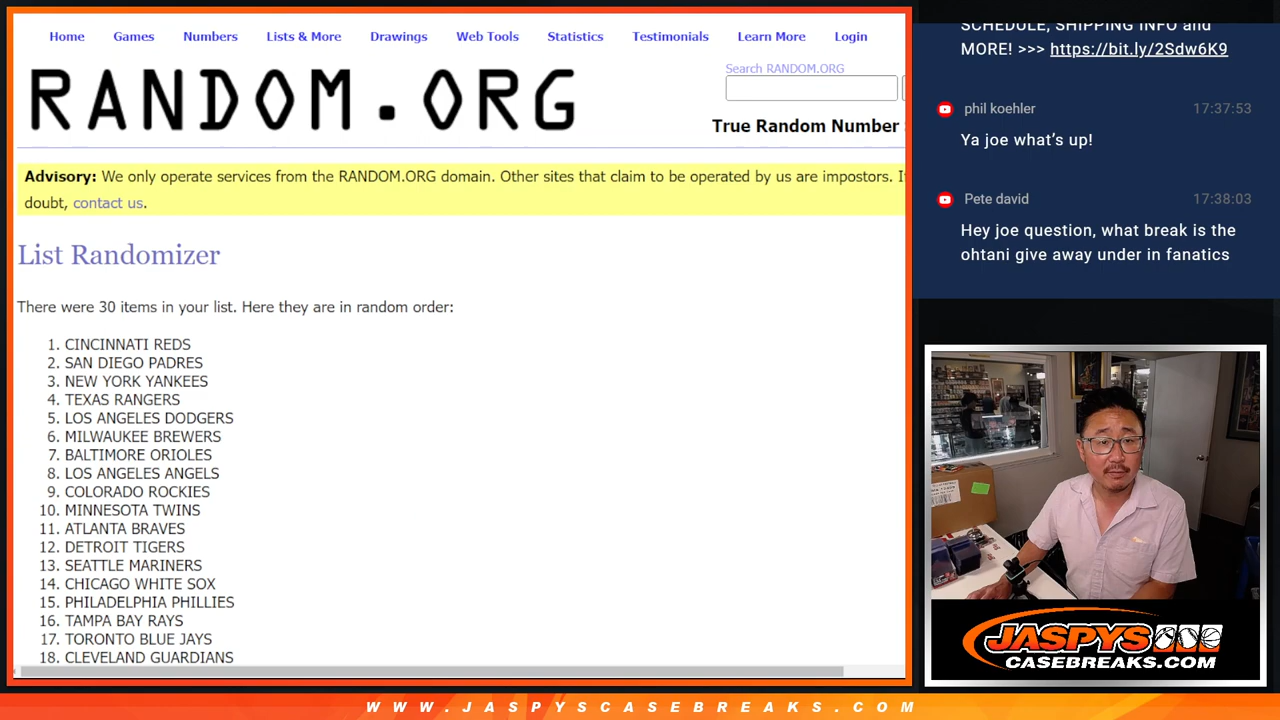 Home Games Numbers Lists & More Drawings Web Tools Statistics Testimonials Learn More Login
RANDOM.ORG
Search RANDOM.ORG
True Random Number
Advisory: We only operate services from the RANDOM.ORG domain. Other sites that claim to be operated by us are impostors.
doubt, contact us.
List Randomizer
There were 30 items in your list. Here they are in random order:
1. CINCINNATI REDS
2. SAN DIEGO PADRES
3. NEW YORK YANKEES
4. TEXAS RANGERS
5. LOS ANGELES DODGERS
6. MILWAUKEE BREWERS
7. BALTIMORE ORIOLES
8. LOS ANGELES ANGELS
9. COLORADO ROCKIES
10. MINNESOTA TWINS
11. ATLANTA BRAVES
12. DETROIT TIGERS
13. SEATTLE MARINERS
14. CHICAGO WHITE SOX
15. PHILADELPHIA PHILLIES
16. TAMPA BAY RAYS
17. TORONTO BLUE JAYS
18. CLEVELAND GUARDIANS
SCHEDULE, SHIPPING INFO and
MORE! >>> https://bit.ly/2Sdw6K9
phil koehler 17:37:53
Ya joe what's up!
Pete david 17:38:03
Hey joe question, what break is the
ohtani give away under in fanatics
JASPYS
CASEBREAKS.COM
WWW.JASPYSCASEBREAKS.COM